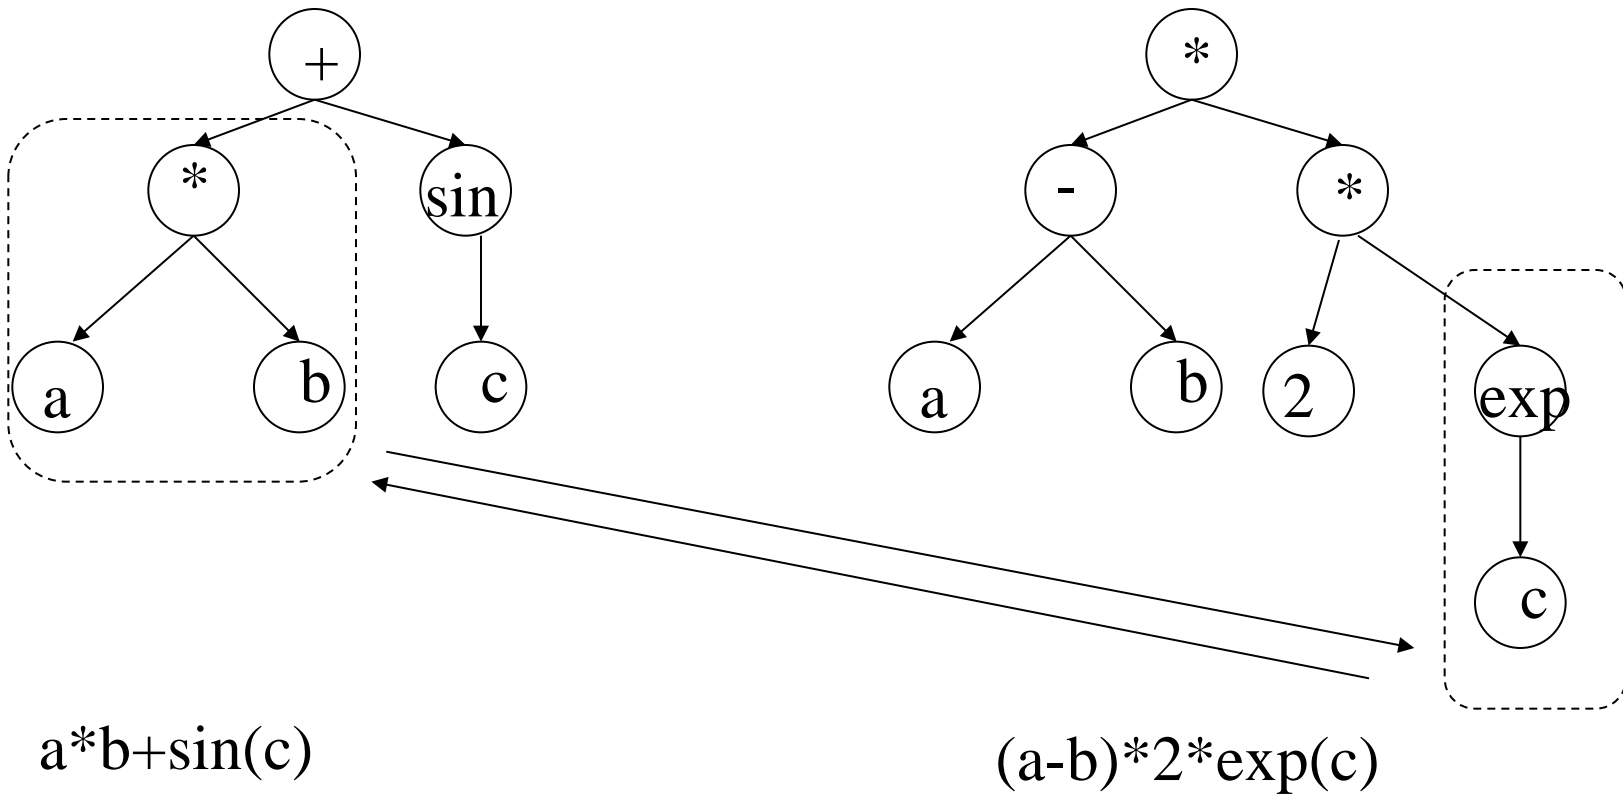 + *
* sin - *
a b c a b 2 exp
c
a*b+sin(c) (a-b)*2*exp(c)